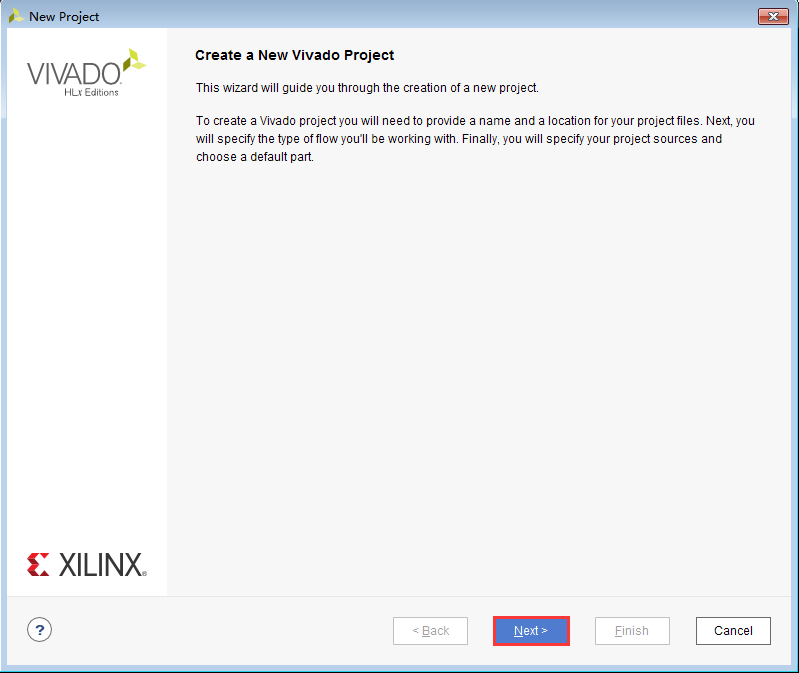 New Project
VIVADO
HLx Editions
Create a New Vivado Project
This wizard will guide you through the creation of a new project.
To create a Vivado project you will need to provide a name and a location for your project files. Next, you
will specify the type of flow you'll be working with. Finally, you will specify your project sources and
choose a default part.
XILINX®
?
< Back
Next >
Finish
Cancel